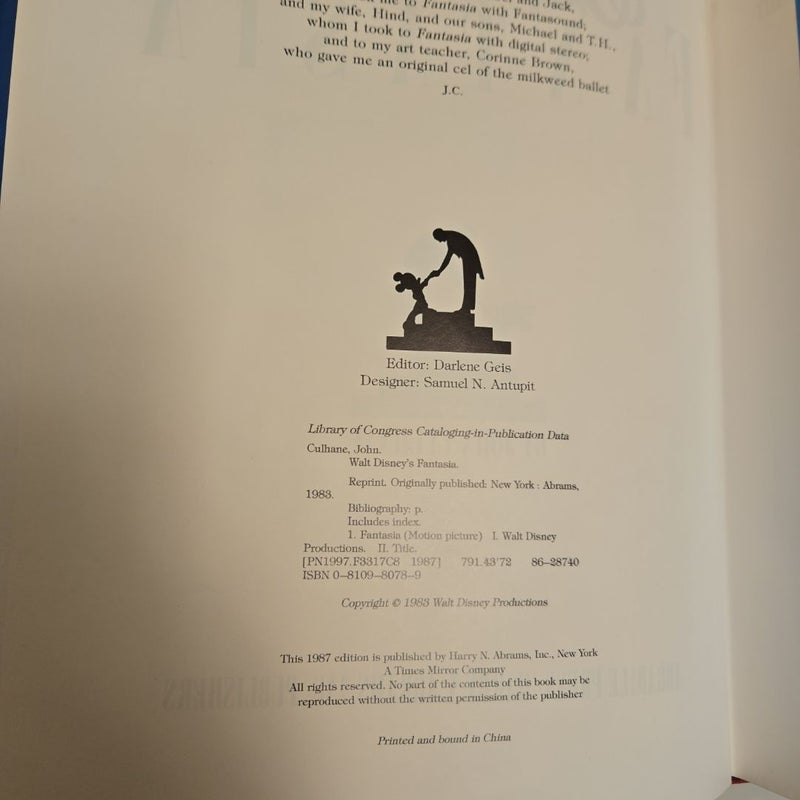 me to Fantasia with Fantasound,
and my wife, Hind, and our sons, Michael and T.H.,
whom I took to Fantasia with digital stereo,
and to my art teacher, Corinne Brown,
who gave me an original cel of the milkweed ballet
J.C.
Editor: Darlene Geis
Designer: Samuel N. Antupit
Library of Congress Cataloging-in-Publication Data
Culhane, John.
Walt Disney's Fantasia.
Reprint. Originally published: New York : Abrams,
1983.
Bibliography: p.
Includes index.
1. Fantasia (Motion picture) I. Walt Disney
Productions. II. Title.
[PN1997.F3317C8 1987] 791.43'72 86–28740
ISBN 0–8109–8078–9
Copyright © 1983 Walt Disney Productions
This 1987 edition is published by Harry N. Abrams, Inc., New York
A Times Mirror Company
All rights reserved. No part of the contents of this book may be
reproduced without the written permission of the publisher
Printed and bound in China